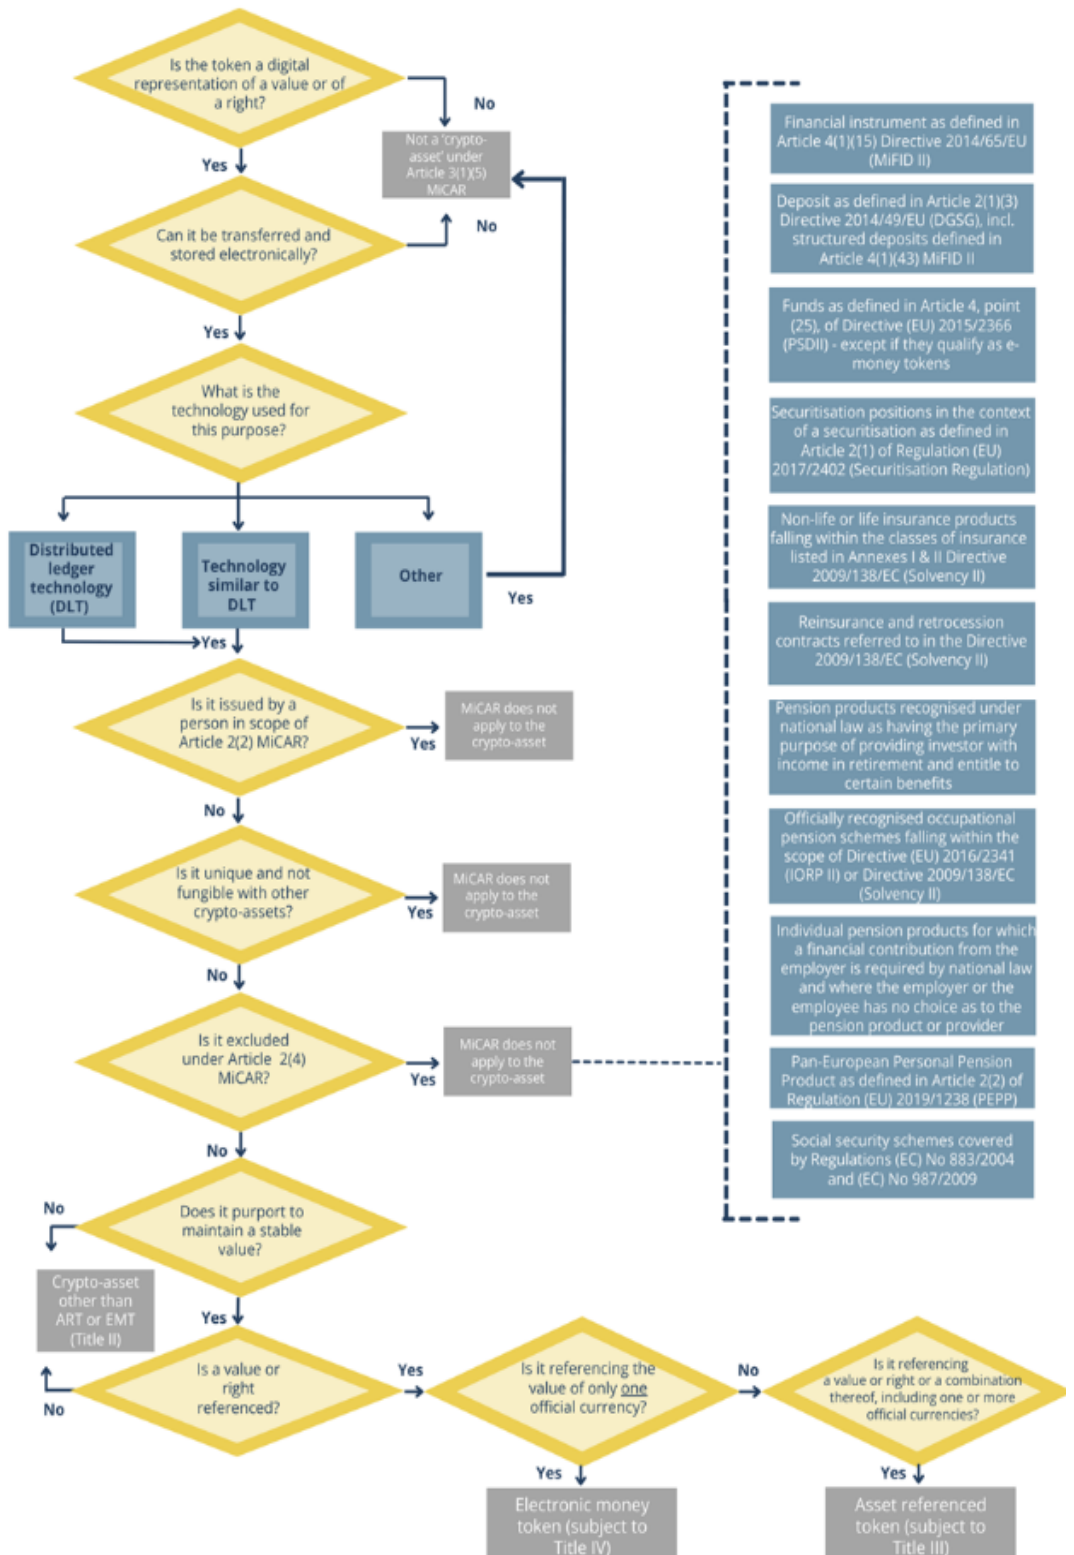 Is the token a digital
representation of a value or of
a right?
No
Yes
Not a 'crypto-
asset' under
Article 3(1)(5)
MiCAR
Can it be transferred and
stored electronically?
No
Yes
What is the
technology used for
this purpose?
Distributed
ledger
technology
(DLT)
Technology
similar to
DLT
Other
Yes
Yes
Is it issued by a
person in scope of
Article 2(2) MiCAR?
Yes
MiCAR does not
apply to the
crypto-asset
No
Is it unique and not
fungible with other
crypto-assets?
Yes
MiCAR does not
apply to the
crypto-asset
No
Is it excluded
under Article 2(4)
MiCAR?
Yes
MiCAR does not
apply to the
crypto-asset
No
Does it purport to
maintain a stable
value?
No
Crypto-asset
other than
ART or EMT
(Title II)
Yes
Is a value or
right
referenced?
No
Yes
Is it referencing the
value of only one
official currency?
No
Yes
Electronic money
token (subject to
Title IV)
Is it referencing
a value or right or a combination
thereof, including one or more
official currencies?
Yes
Asset referenced
token (subject to
Title III)
Financial instrument as defined in
Article 4(1)(15) Directive 2014/65/EU
(MiFID II)
Deposit as defined in Article 2(1)(3)
Directive 2014/49/EU (DGSG), incl.
structured deposits defined in
Article 4(1)(43) MiFID II
Funds as defined in Article 4, point
(25), of Directive (EU) 2015/2366
(PSDII) - except if they qualify as e-
money tokens
Securitisation positions in the context
of a securitisation as defined in
Article 2(1) of Regulation (EU)
2017/2402 (Securitisation Regulation)
Non-life or life insurance products
falling within the classes of insurance
listed in Annexes I & II Directive
2009/138/EC (Solvency II)
Reinsurance and retrocession
contracts referred to in the Directive
2009/138/EC (Solvency II)
Pension products recognised under
national law as having the primary
purpose of providing investor with
income in retirement and entitle to
certain benefits
Officially recognised occupational
pension schemes falling within the
scope of Directive (EU) 2016/2341
(IORP II) or Directive 2009/138/EC
(Solvency II)
Individual pension products for which
a financial contribution from the
employer is required by national law
and where the employer or the
employee has no choice as to the
pension product or provider
Pan-European Personal Pension
Product as defined in Article 2(2) of
Regulation (EU) 2019/1238 (PEPP)
Social security schemes covered
by Regulations (EC) No 883/2004
and (EC) No 987/2009